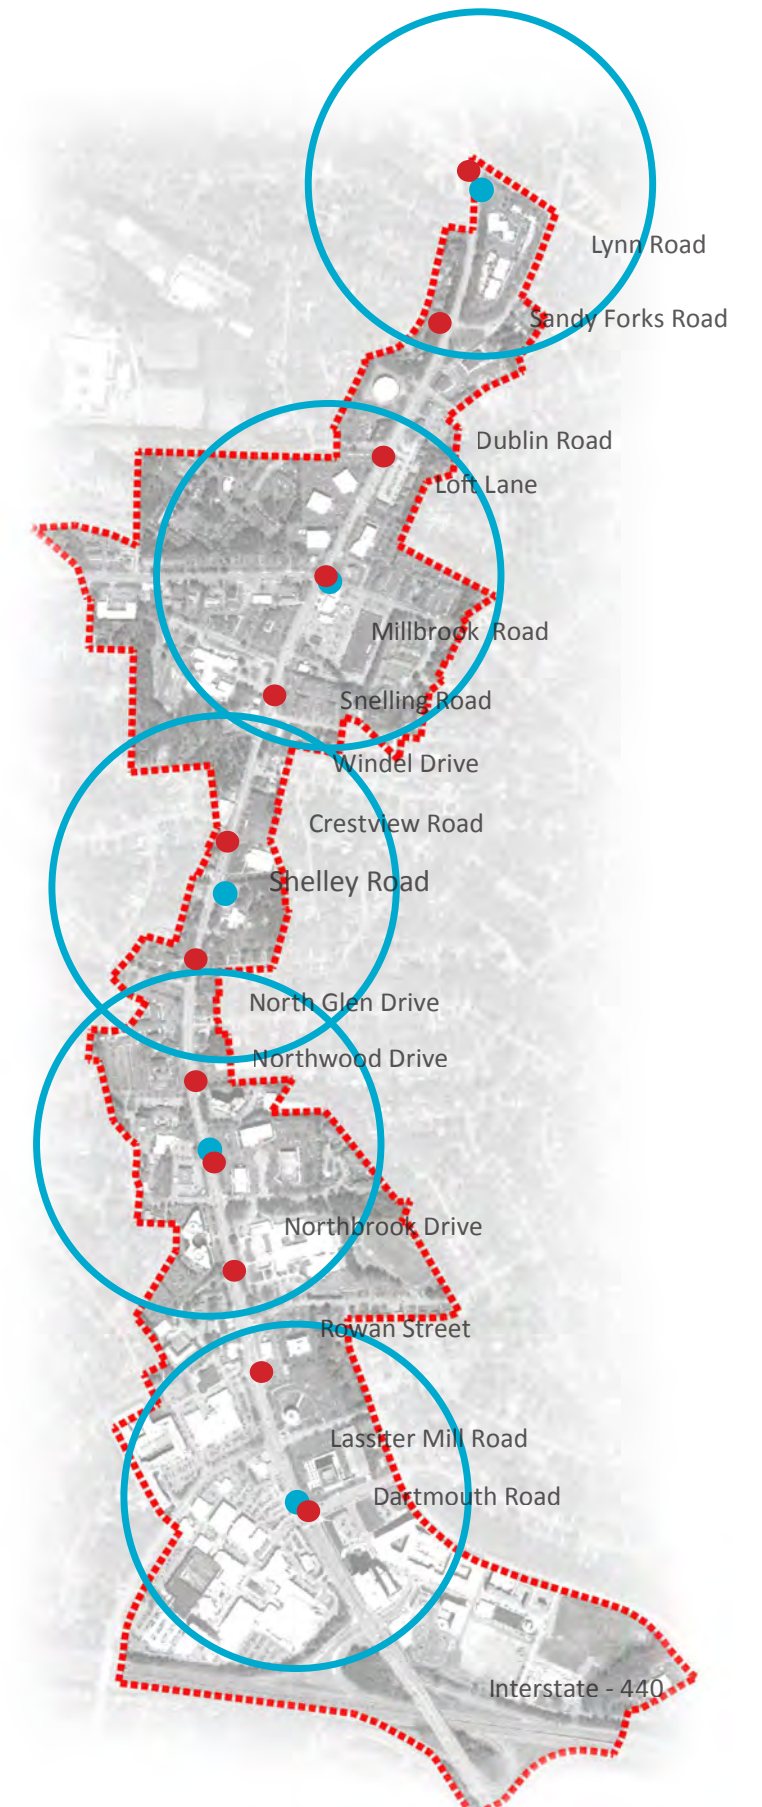 Lynn Road
Sandy Forks Road
Dublin Road
Loft Lane
Millbrook  Road
Snelling Road
Windel Drive
Crestview Road
Shelley Road
North Glen Drive
Northwood Drive
Northbrook Drive
Rowan Street
Lassiter Mill Road
Dartmouth Road
Interstate - 440